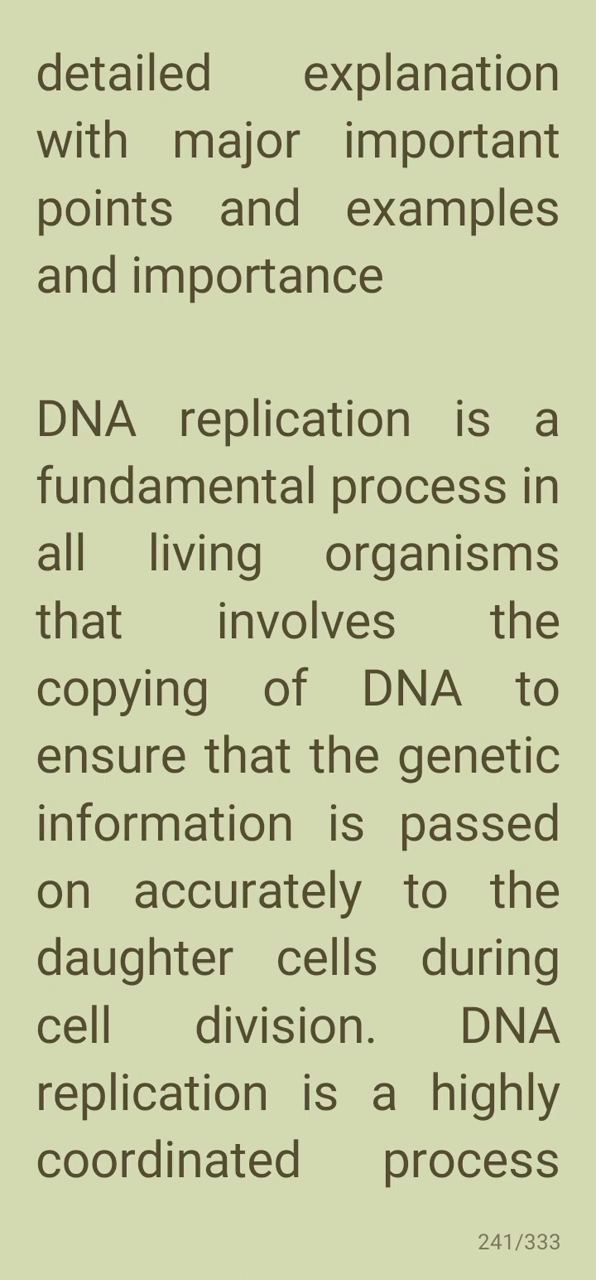 detailed explanation
with major important
points and examples
and importance
DNA replication is a
fundamental process in
all living organisms
that involves the
copying of DNA to
ensure that the genetic
information is passed
on accurately to the
daughter cells during
cell division. DNA
replication is a highly
coordinated process
241/333